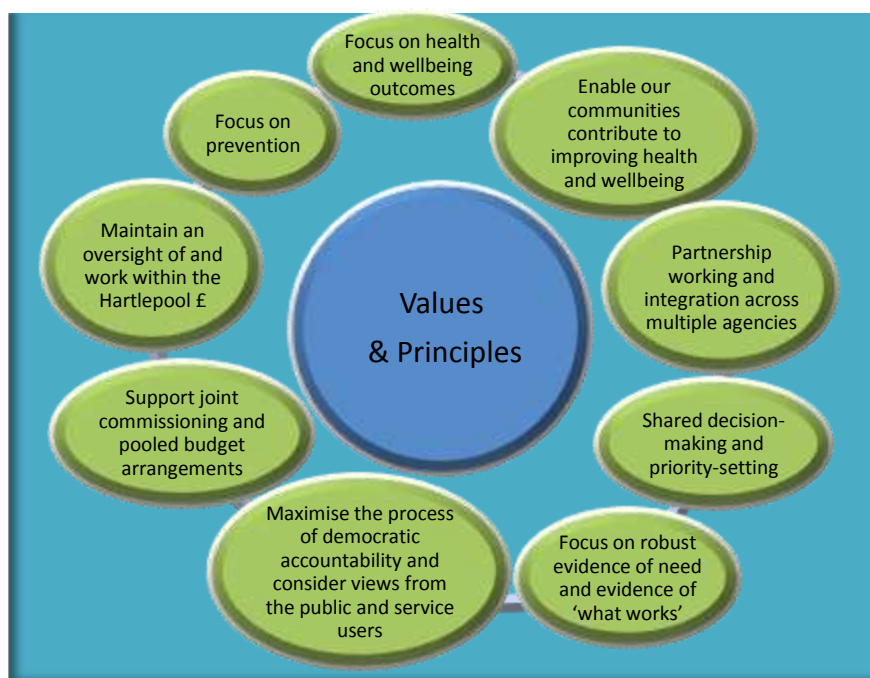 Focus on health
and wellbeing
outcomes
Enable our
communities
contribute to
improving health
and wellbeing
Partnership
working and
integration across
multiple agencies
Shared decision-
making and
priority-setting
Focus on robust
evidence of need
and evidence of
‘what works’
Maximise the process
of democratic
accountability and
consider views from
the public and service
users
Support joint
commissioning and
pooled budget
arrangements
Maintain an
oversight of and
work within the
Hartlepool £
Focus on
prevention
Values
& Principles